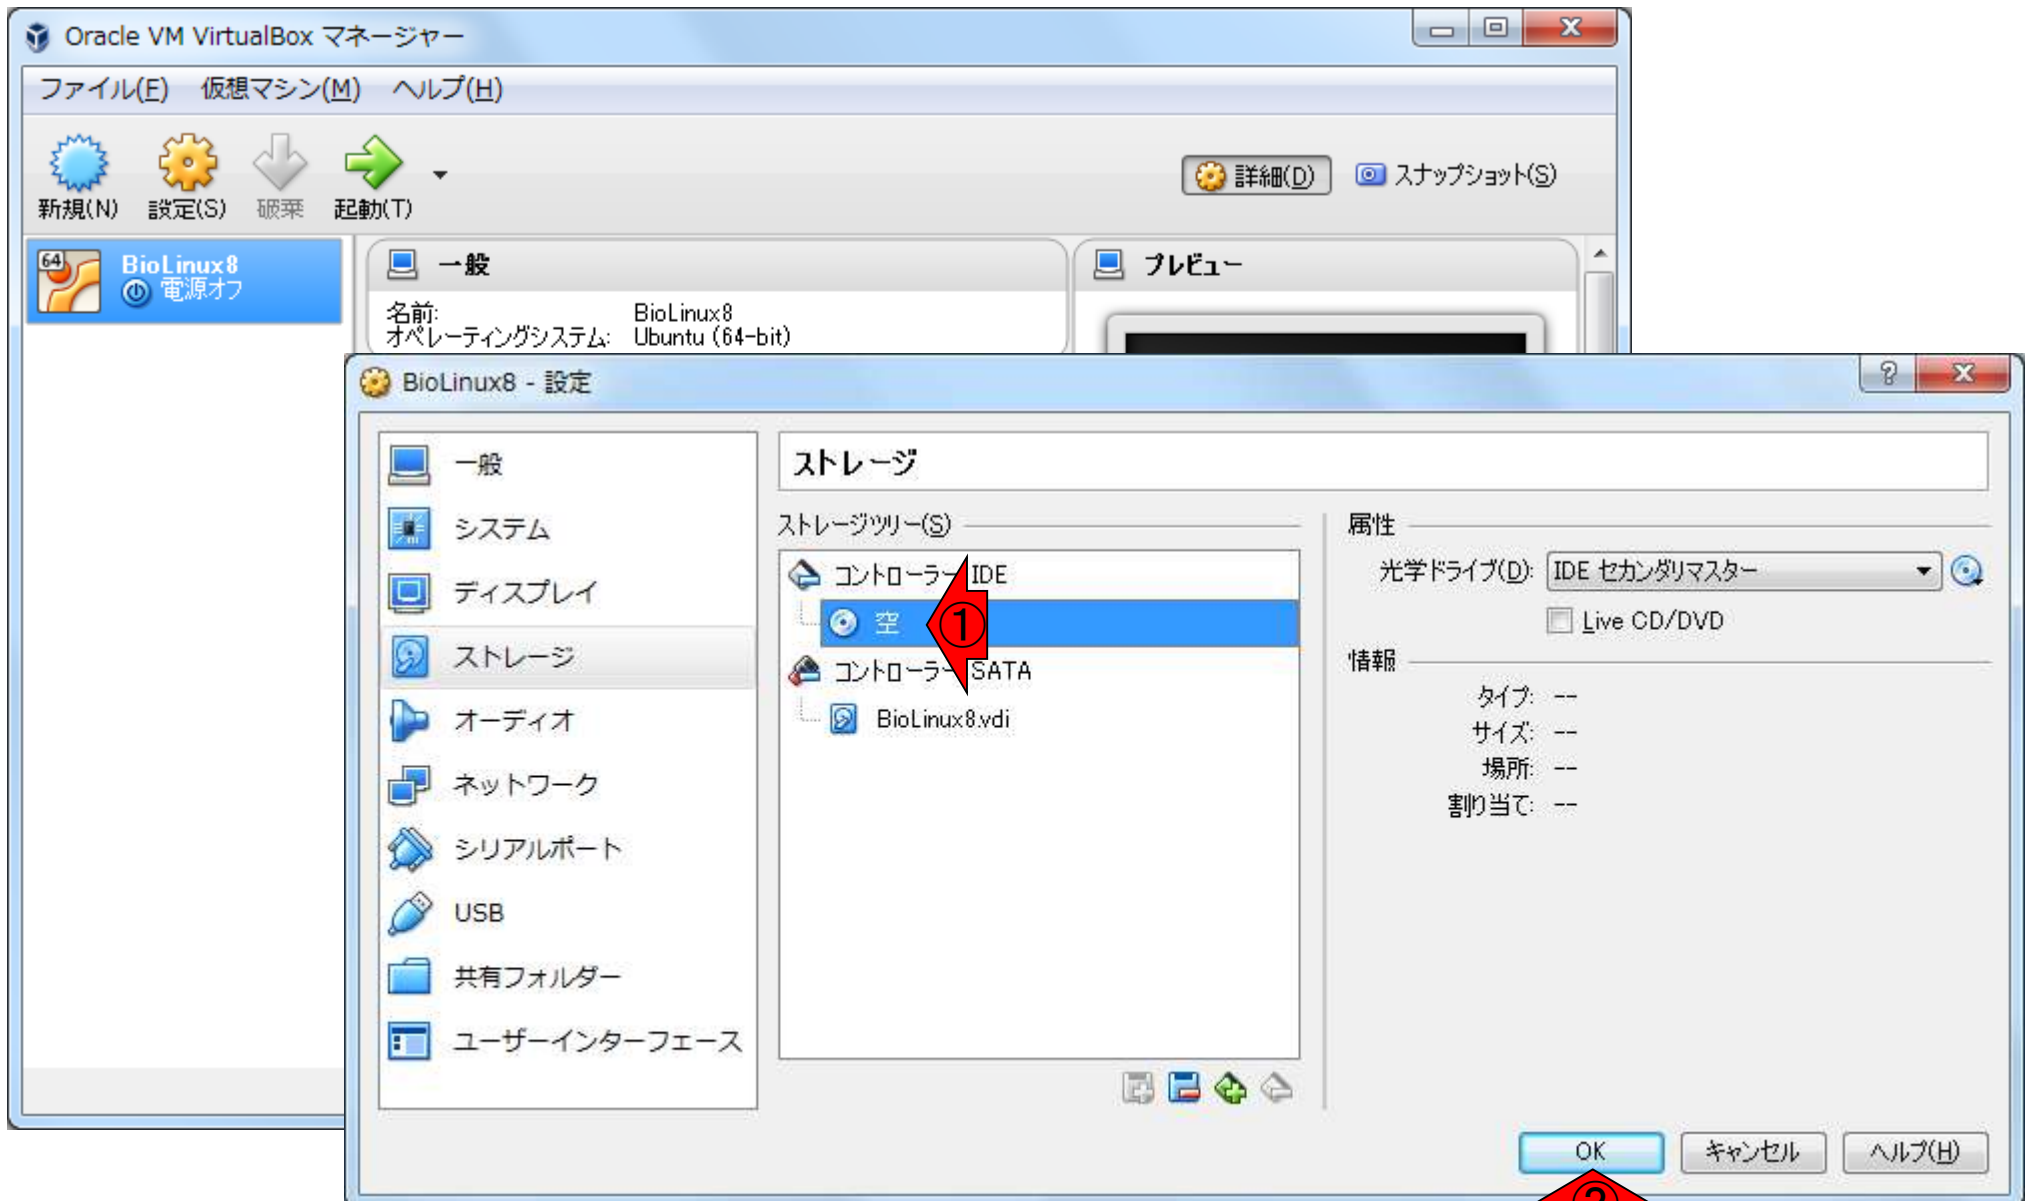 Oracle VM VirtualBox マネージャー
ファイル(F) 仮想マシン(M) ヘルプ(H)
新規(N) 設定(S) 破棄 起動(T)
詳細(D) スナップショット(S)
64
BioLinux8
電源オフ
一般
名前: BioLinux8
オペレーティングシステム: Ubuntu (64-bit)
プレビュー
BioLinux8 - 設定
一般
システム
ディスプレイ
ストレージ
オーディオ
ネットワーク
シリアルポート
USB
共有フォルダー
ユーザーインターフェース
ストレージ
ストレージツリー(S)
コントローラー IDE
空
①
コントローラー SATA
BioLinux8.vdi
属性
光学ドライブ(D): IDE セカンダリマスター
Live CD/DVD
情報
タイプ: --
サイズ: --
場所: --
割り当て: --
OK キャンセル ヘルプ(H)
②